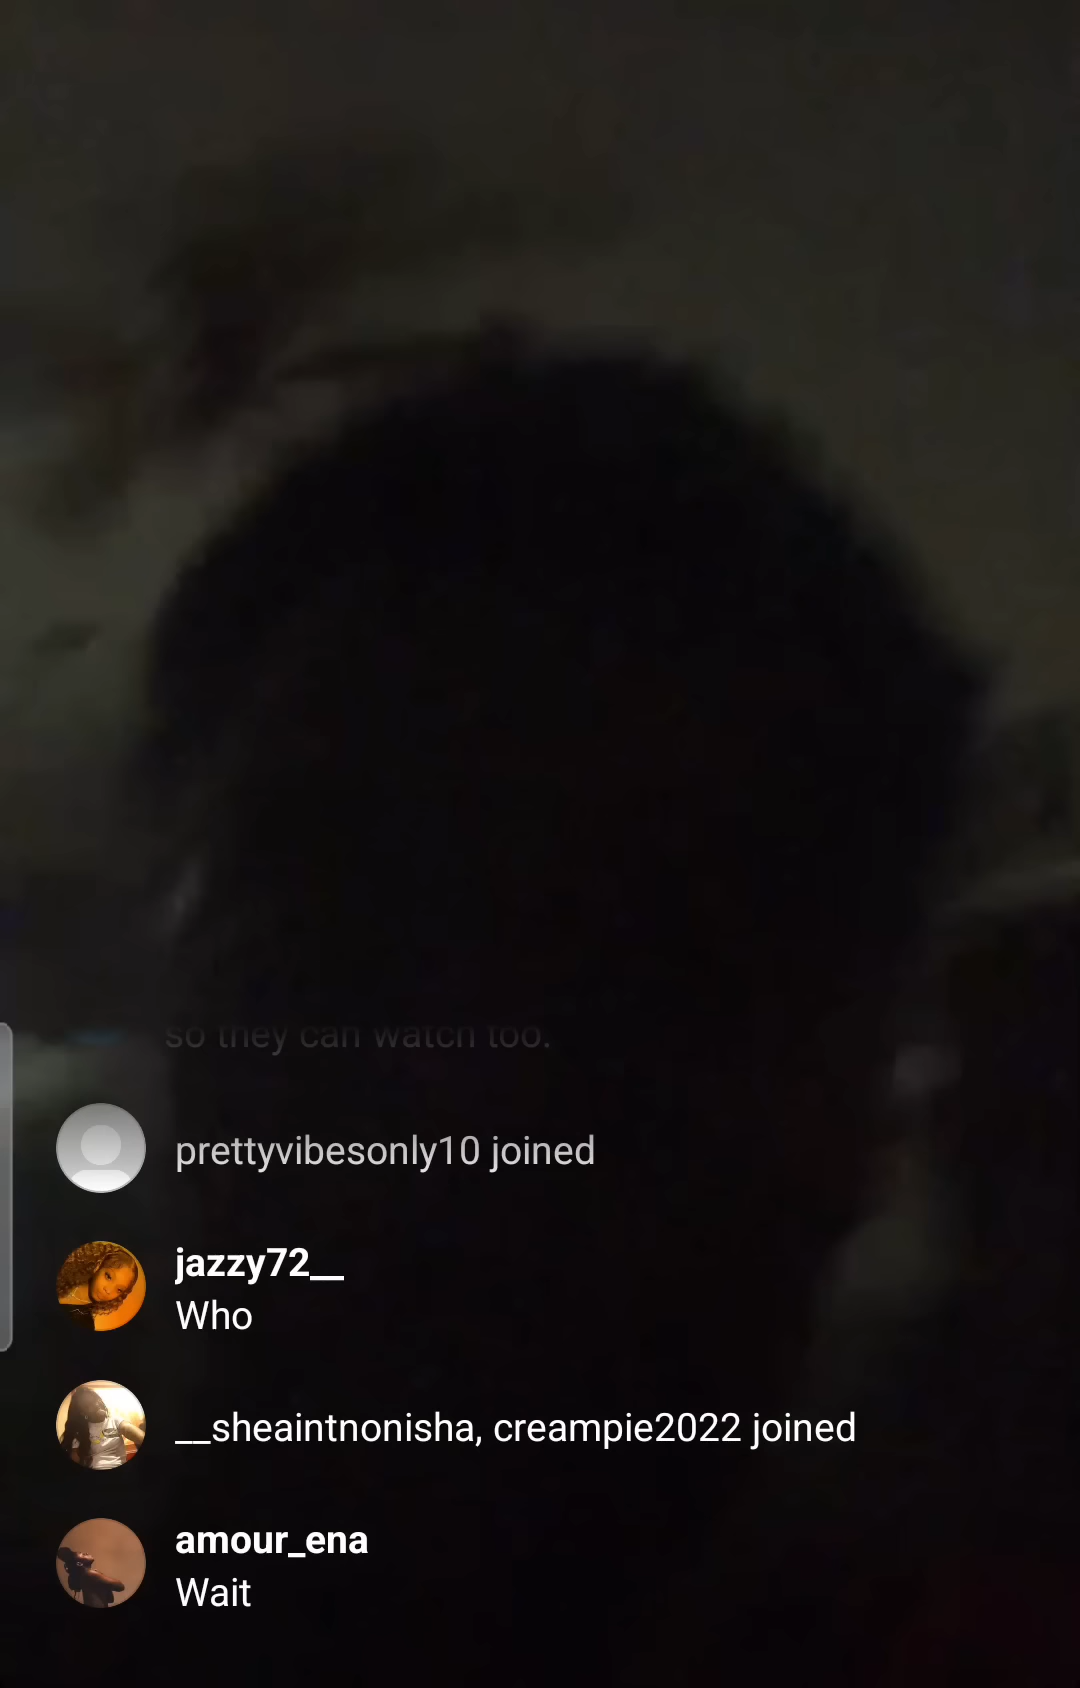 so they can watch too.
prettyvibesonly10 joined
jazzy72__
Who
__sheaintnonisha, creampie2022 joined
amour_ena
Wait